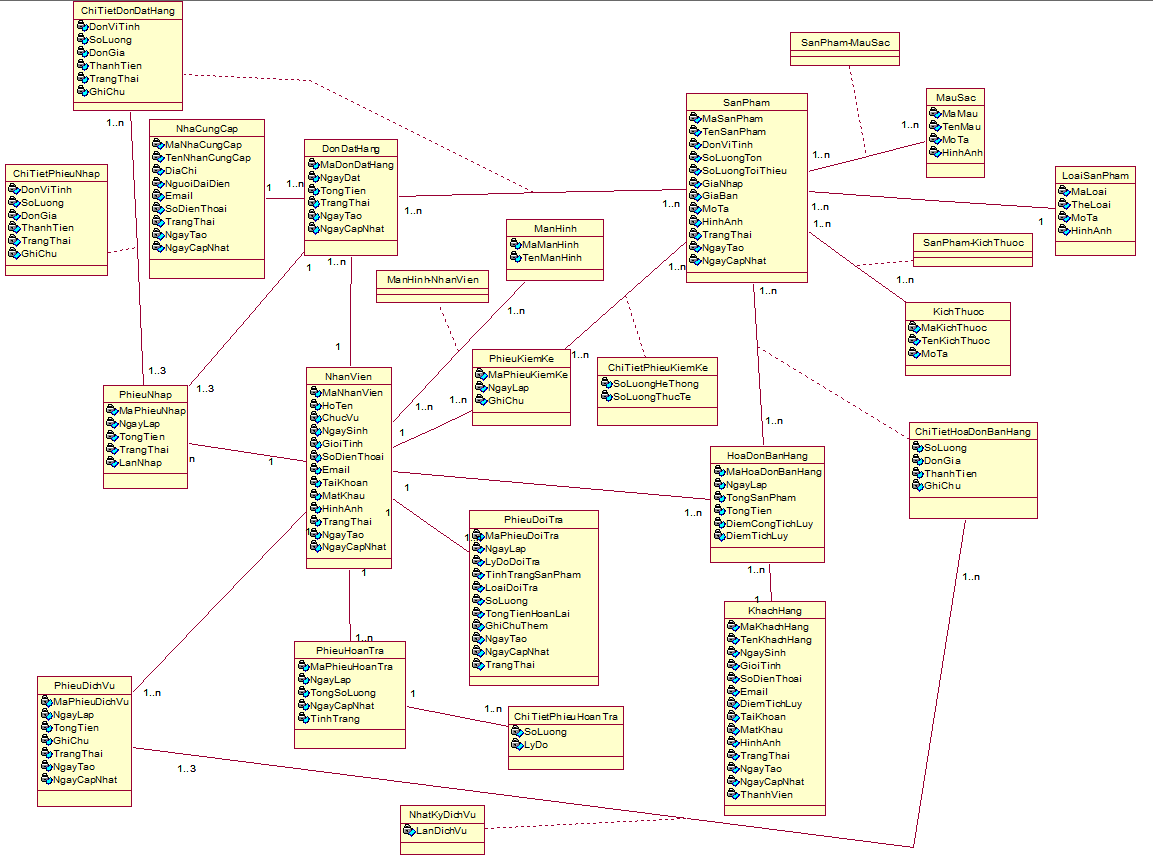 ChiTietDonDatHang
DonViTinh
SoLuong
DonGia
ThanhTien
TrangThai
GhiChu
1..n
NhaCungCap
MaNhaCungCap
TenNhanCungCap
DiaChi
NguoiDaiDien
Email
SoDienThoai
TrangThai
NgayTao
NgayCapNhat
1
1..n
ChiTietPhieuNhap
DonViTinh
SoLuong
DonGia
ThanhTien
TrangThai
GhiChu
DonDatHang
MaDonDatHang
NgayDat
TongTien
TrangThai
NgayTao
NgayCapNhat
1..n
1
1..n
SanPham-MauSac
SanPham
MaSanPham
TenSanPham
DonViTinh
SoLuongTon
SoLuongToiThieu
GiaNhap
GiaBan
MoTa
HinhAnh
TrangThai
NgayTao
NgayCapNhat
1..n
1..n
1..n
1..n
1..n
1..n
MauSac
MaMau
TenMau
MoTa
HinhAnh
1..n
LoaiSanPham
MaLoai
TheLoai
MoTa
HinhAnh
1
SanPham-KichThuoc
1..n
KichThuoc
MaKichThuoc
TenKichThuoc
MoTa
ManHinh
MaManHinh
TenManHinh
1..n
ManHinh-NhanVien
PhieuKiemKe
MaPhieuKiemKe
NgayLap
GhiChu
1..n
1..n
ChiTietPhieuKiemKe
SoLuongHeThong
SoLuongThucTe
PhieuNhap
MaPhieuNhap
NgayLap
TongTien
TrangThai
LanNhap
1..3
1..3
n
NhanVien
MaNhanVien
HoTen
ChucVu
NgaySinh
GioiTinh
SoDienThoai
Email
TaiKhoan
MatKhau
HinhAnh
TrangThai
NgayTao
NgayCapNhat
1
1
1..n
1
1
1
1
1
HoaDonBanHang
MaHoaDonBanHang
NgayLap
TongSanPham
TongTien
DiemCongTichLuy
DiemTichLuy
1..n
1..n
1..n
ChiTietHoaDonBanHang
SoLuong
DonGia
ThanhTien
GhiChu
1..n
PhieuDoiTra
MaPhieuDoiTra
NgayLap
LyDoDoiTra
TinhTrangSanPham
LoaiDoiTra
SoLuong
TongTienHoanLai
GhiChuThem
NgayTao
NgayCapNhat
TrangThai
1
KhachHang
MaKhachHang
TenKhachHang
NgaySinh
GioiTinh
SoDienThoai
Email
DiemTichLuy
TaiKhoan
MatKhau
HinhAnh
TrangThai
NgayTao
NgayCapNhat
ThanhVien
1
PhieuHoanTra
MaPhieuHoanTra
NgayLap
TongSoLuong
NgayCapNhat
TinhTrang
1..n
1
ChiTietPhieuHoanTra
SoLuong
LyDo
1..n
PhieuDichVu
MaPhieuDichVu
NgayLap
TongTien
GhiChu
TrangThai
NgayTao
NgayCapNhat
1..n
1..3
NhatKyDichVu
LanDichVu